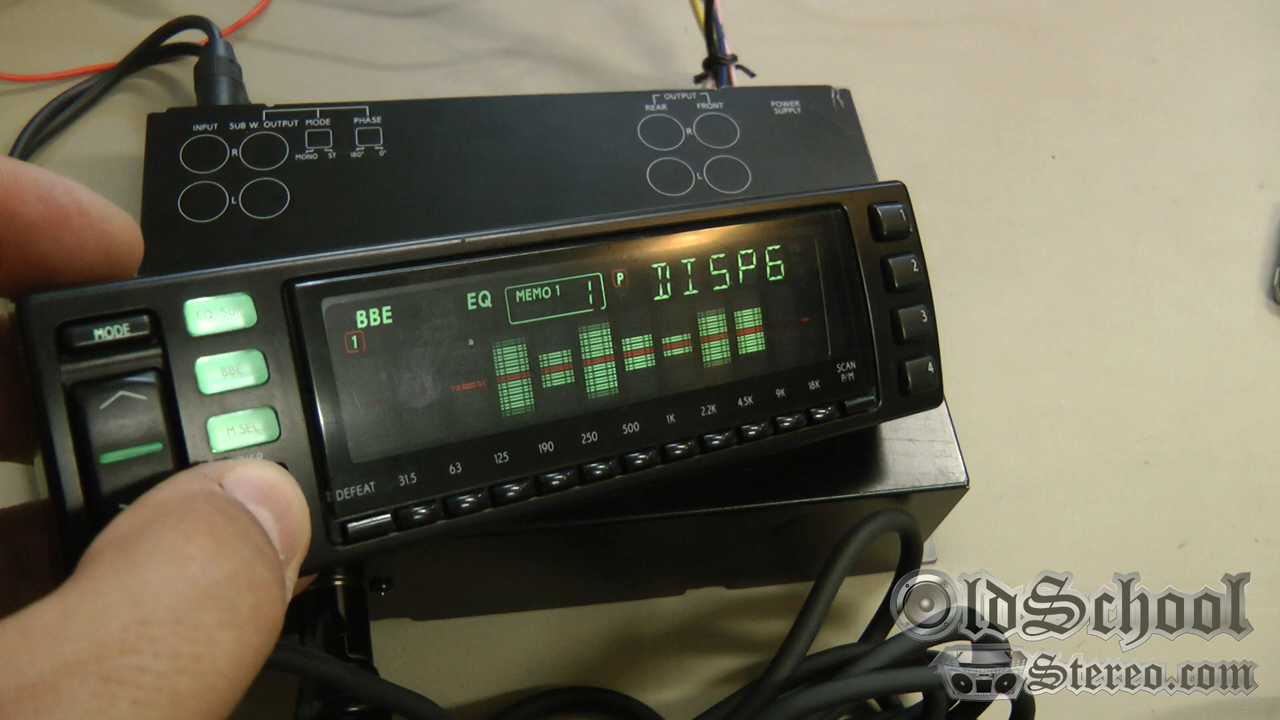 INPUT SUB W OUTPUT MODE PHASE
R
MONO ST 180° 0°
L
OUTPUT
REAR FRONT
R
L
POWER
SUPPLY
MODE
EQ
BBE
M SEL
BBE
1
EQ
MEMO 1 1
P
DISP6
DEFEAT 31.5 63 125 190 250 500 1K 2.2K 4.5K 9K 18K
SCAN
P/M
1
2
3
4
OldSchool
Stereo.com